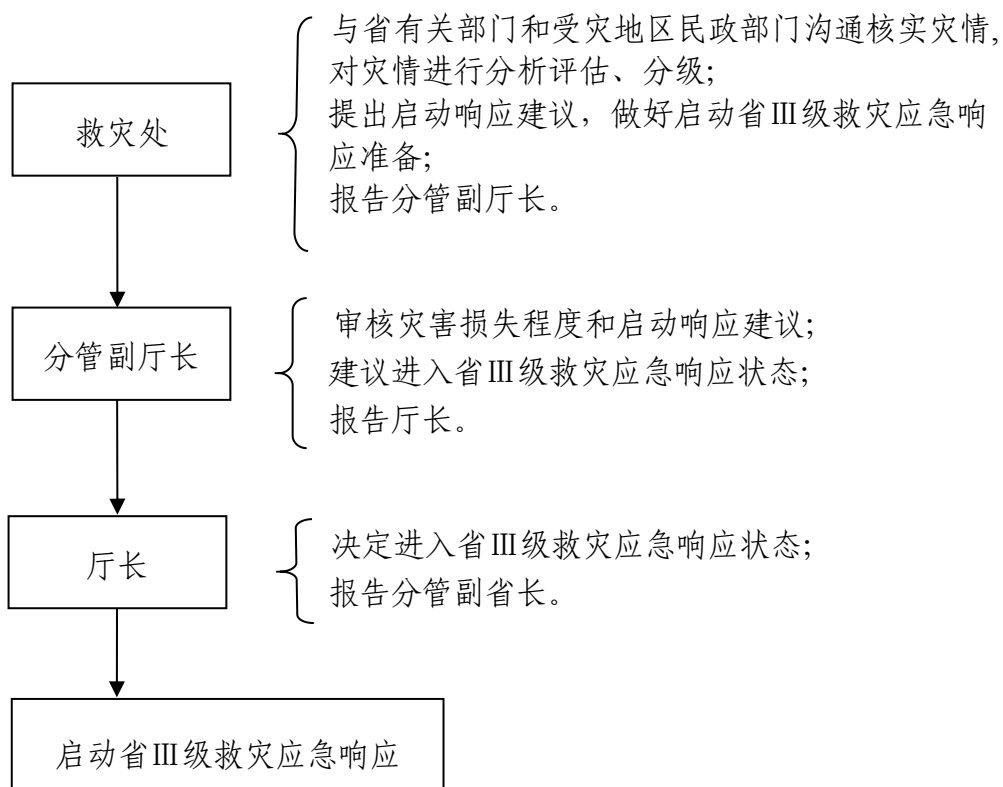 救灾处
与省有关部门和受灾地区民政部门沟通核实灾情,
对灾情进行分析评估、分级;
提出启动响应建议，做好启动省Ⅲ级救灾应急响
应准备;
报告分管副厅长。
分管副厅长
审核灾害损失程度和启动响应建议;
建议进入省Ⅲ级救灾应急响应状态;
报告厅长。
厅长
决定进入省Ⅲ级救灾应急响应状态;
报告分管副省长。
启动省Ⅲ级救灾应急响应